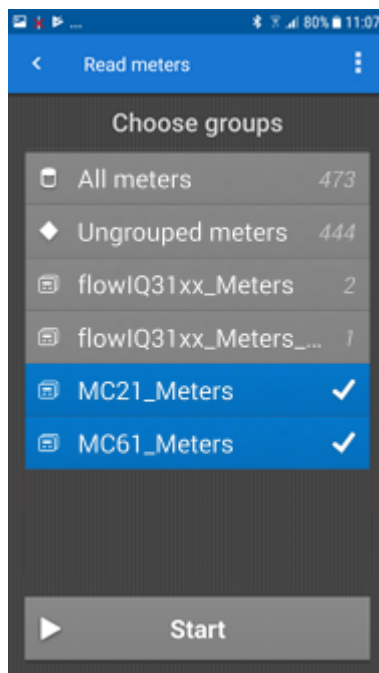 ... 80% 11:07
Read meters
Choose groups
All meters 473
Ungrouped meters 444
flowIQ31xx_Meters 2
flowIQ31xx_Meters_... 1
MC21_Meters
MC61_Meters
Start